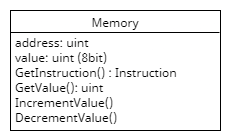 Memory
address: uint
value: uint (8bit)
GetInstruction() : Instruction
GetValue(): uint
IncrementValue()
DecrementValue()